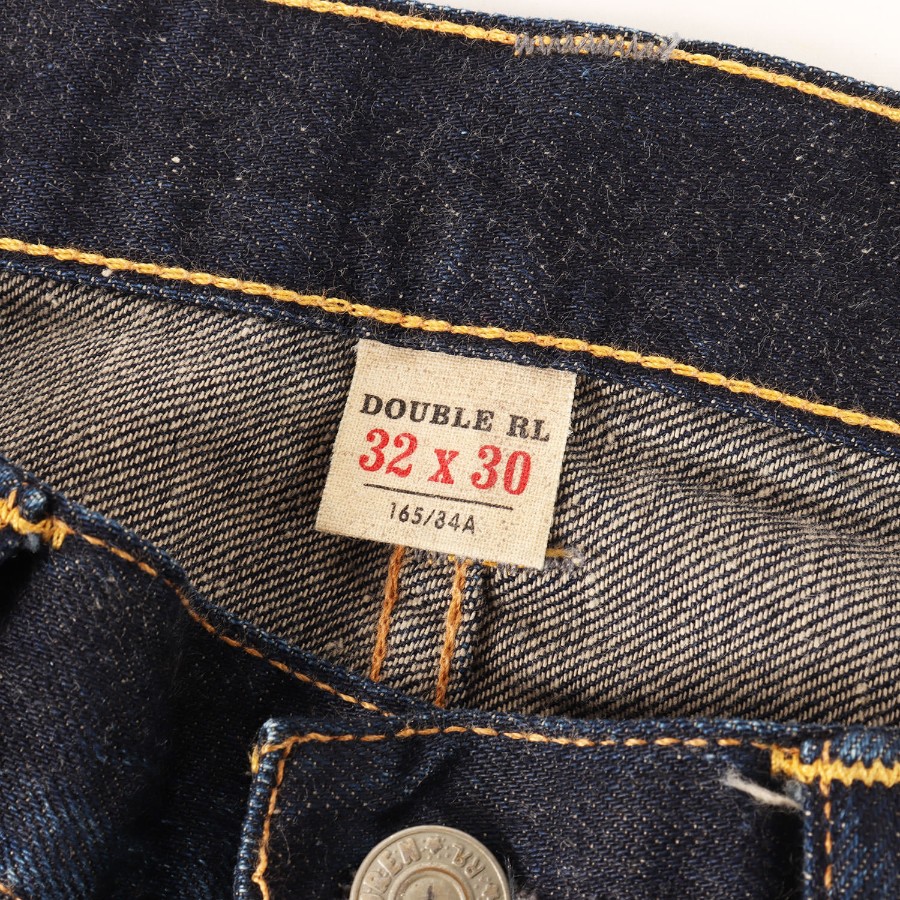 DOUBLE RL
32 x 30
165/84A